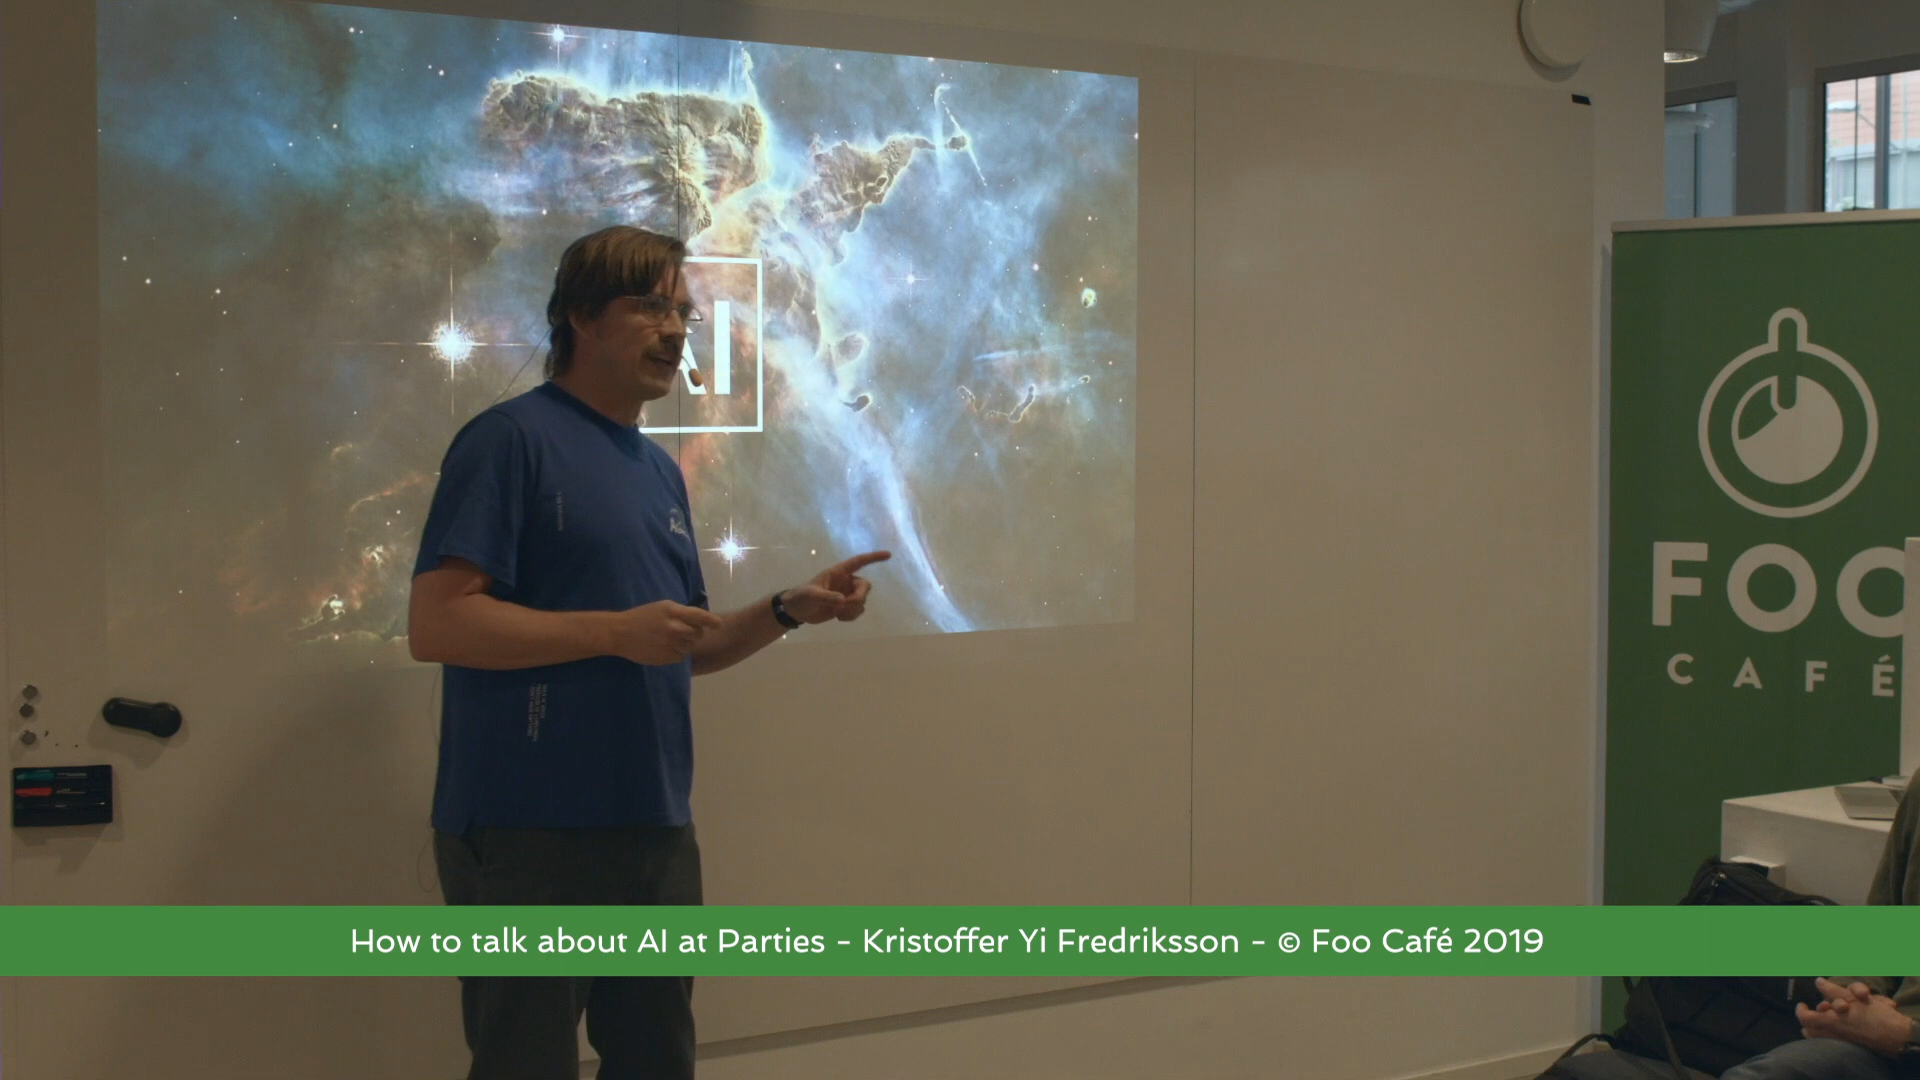 AI
FOO
CAFÉ
How to talk about AI at Parties - Kristoffer Yi Fredriksson - © Foo Café 2019